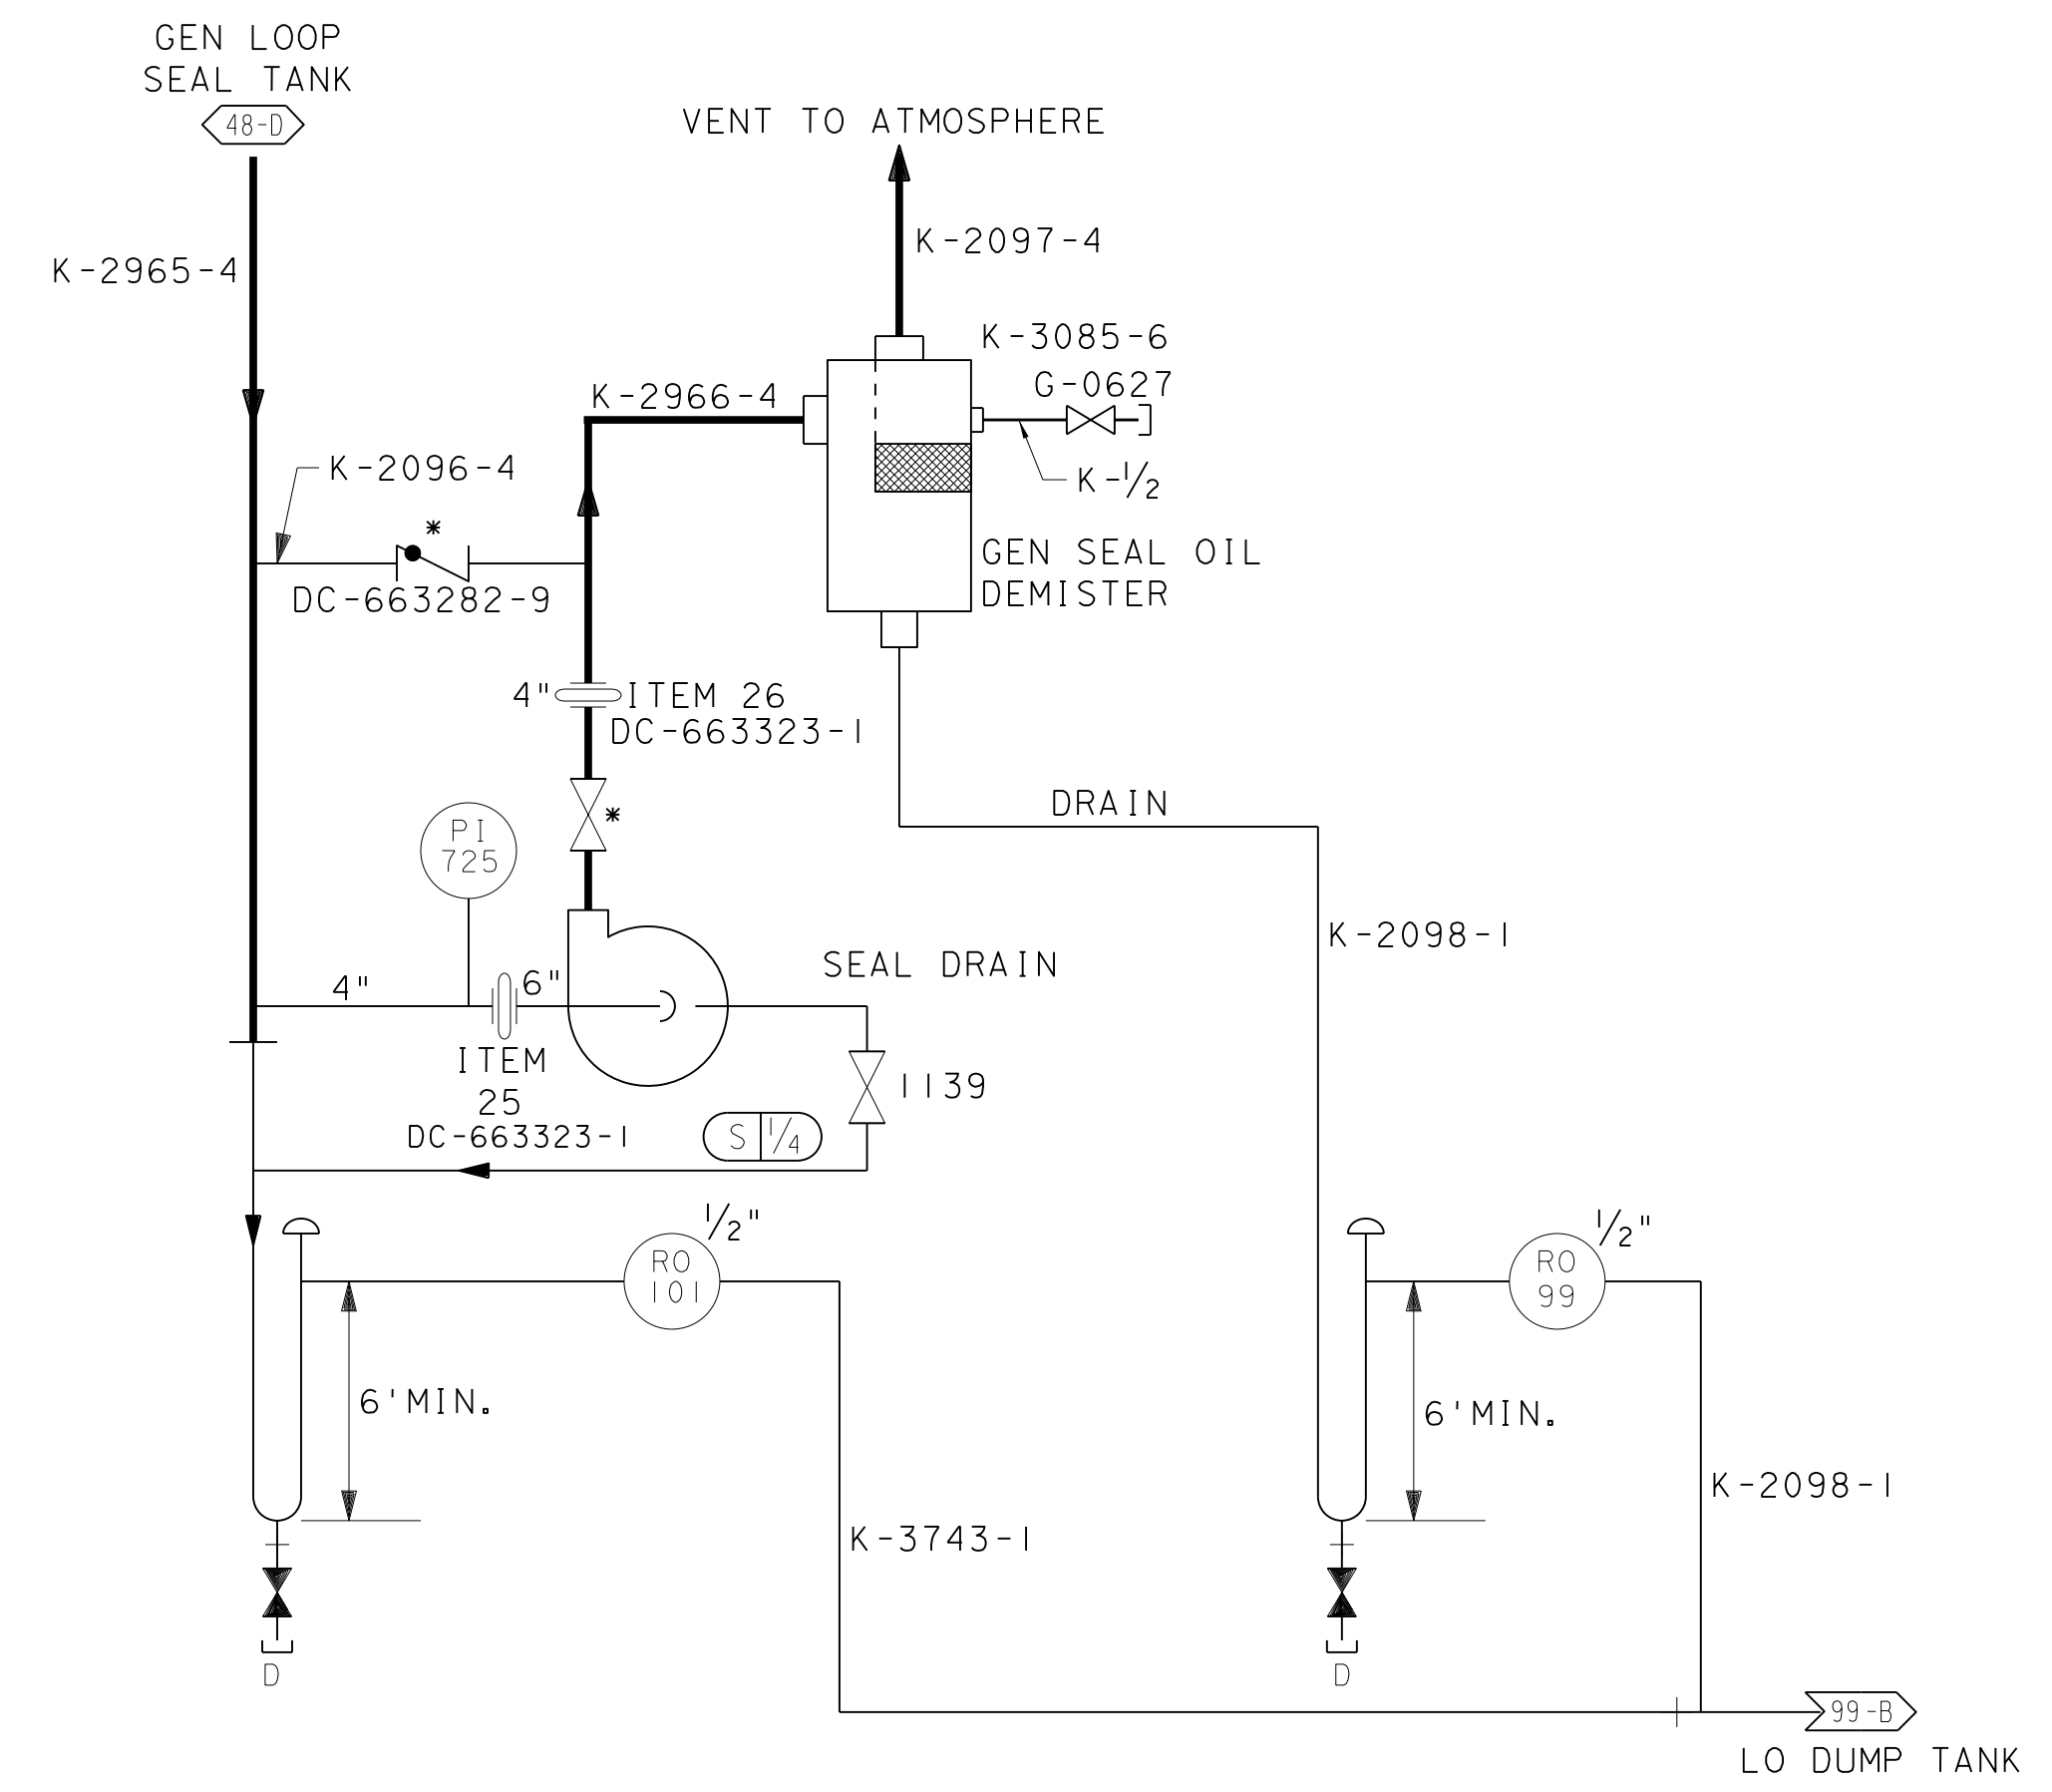 GEN LOOP
SEAL TANK
48-D
VENT TO ATMOSPHERE
K-2097-4
K-2965-4
K-3085-6
G-0627
K-2966-4
K-2096-4
*
K-1/2
GEN SEAL OIL
DEMISTER
DC-663282-9
4" ITEM 26
DC-663323-1
*
DRAIN
PI
725
K-2098-1
SEAL DRAIN
4"
6"
ITEM
25
DC-663323-1
1139
S 1/4
1/2"
RO
101
1/2"
RO
99
6'MIN.
6'MIN.
K-2098-1
K-3743-1
D
D
99-B
LO DUMP TANK